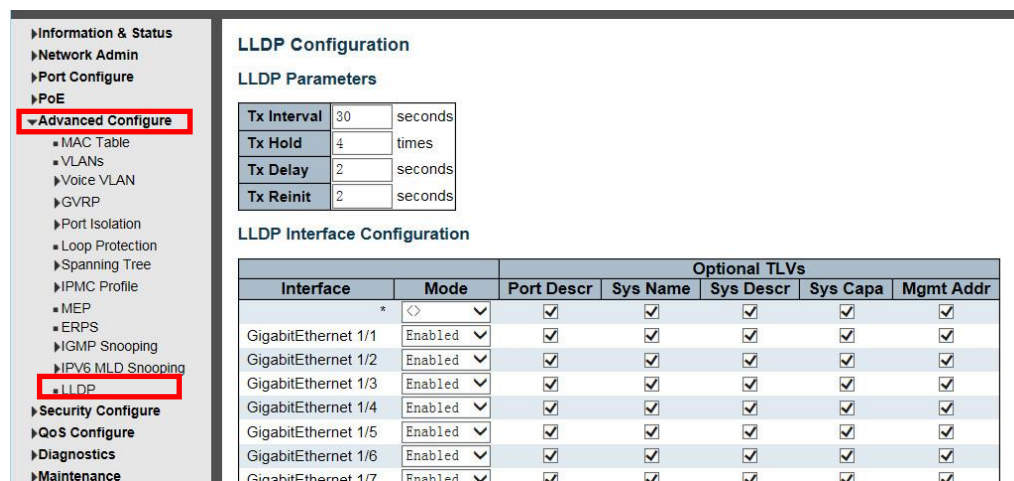 Information & Status
Network Admin
Port Configure
PoE
Advanced Configure
MAC Table
VLANs
Voice VLAN
GVRP
Port Isolation
Loop Protection
Spanning Tree
IPMC Profile
MEP
ERPS
IGMP Snooping
IPV6 MLD Snooping
LLDP
Security Configure
QoS Configure
Diagnostics
Maintenance
LLDP Configuration
LLDP Parameters
Tx Interval 30 seconds
Tx Hold 4 times
Tx Delay 2 seconds
Tx Reinit 2 seconds
LLDP Interface Configuration
Optional TLVs
Interface Mode Port Descr Sys Name Sys Descr Sys Capa Mgmt Addr
* <>
GigabitEthernet 1/1 Enabled
GigabitEthernet 1/2 Enabled
GigabitEthernet 1/3 Enabled
GigabitEthernet 1/4 Enabled
GigabitEthernet 1/5 Enabled
GigabitEthernet 1/6 Enabled
GigabitEthernet 1/7 Enabled